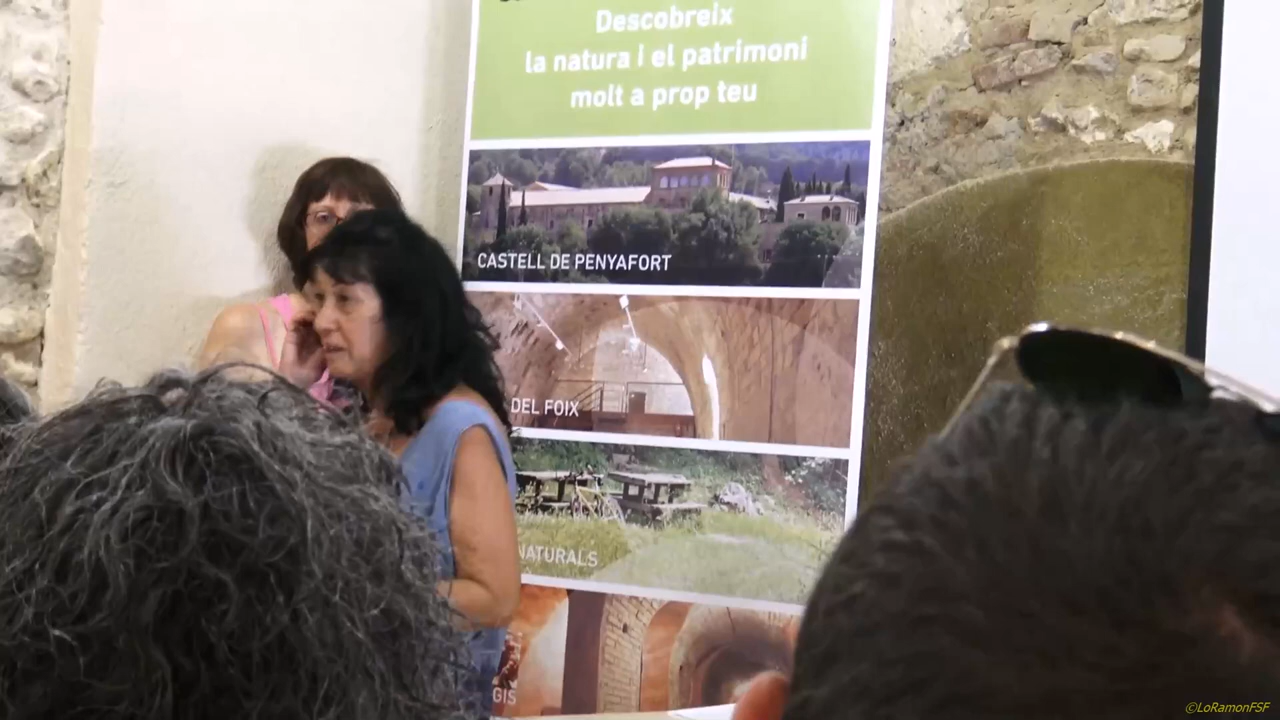 Descobreix
la natura i el patrimoni
molt a prop teu
CASTELL DE PENYAFORT
DEL FOIX
NATURALS
GIS
©LoRamonFSF